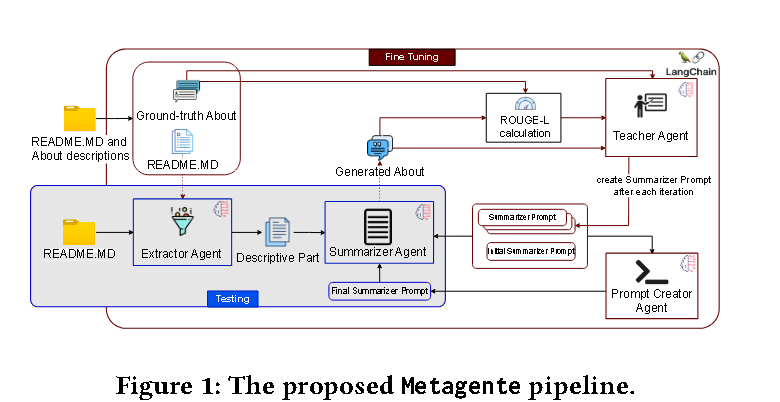 Fine Tuning
LangChain
Ground-truth About
README.MD
README.MD and
About descriptions
ROUGE-L
calculation
Teacher Agent
Generated About
create Summarizer Prompt
after each iteration
README.MD
Extractor Agent
Descriptive Part
Summarizer Agent
Summarizer Prompt
Initial Summarizer Prompt
Final Summarizer Prompt
Prompt Creator
Agent
Testing
Figure 1: The proposed Metagente pipeline.